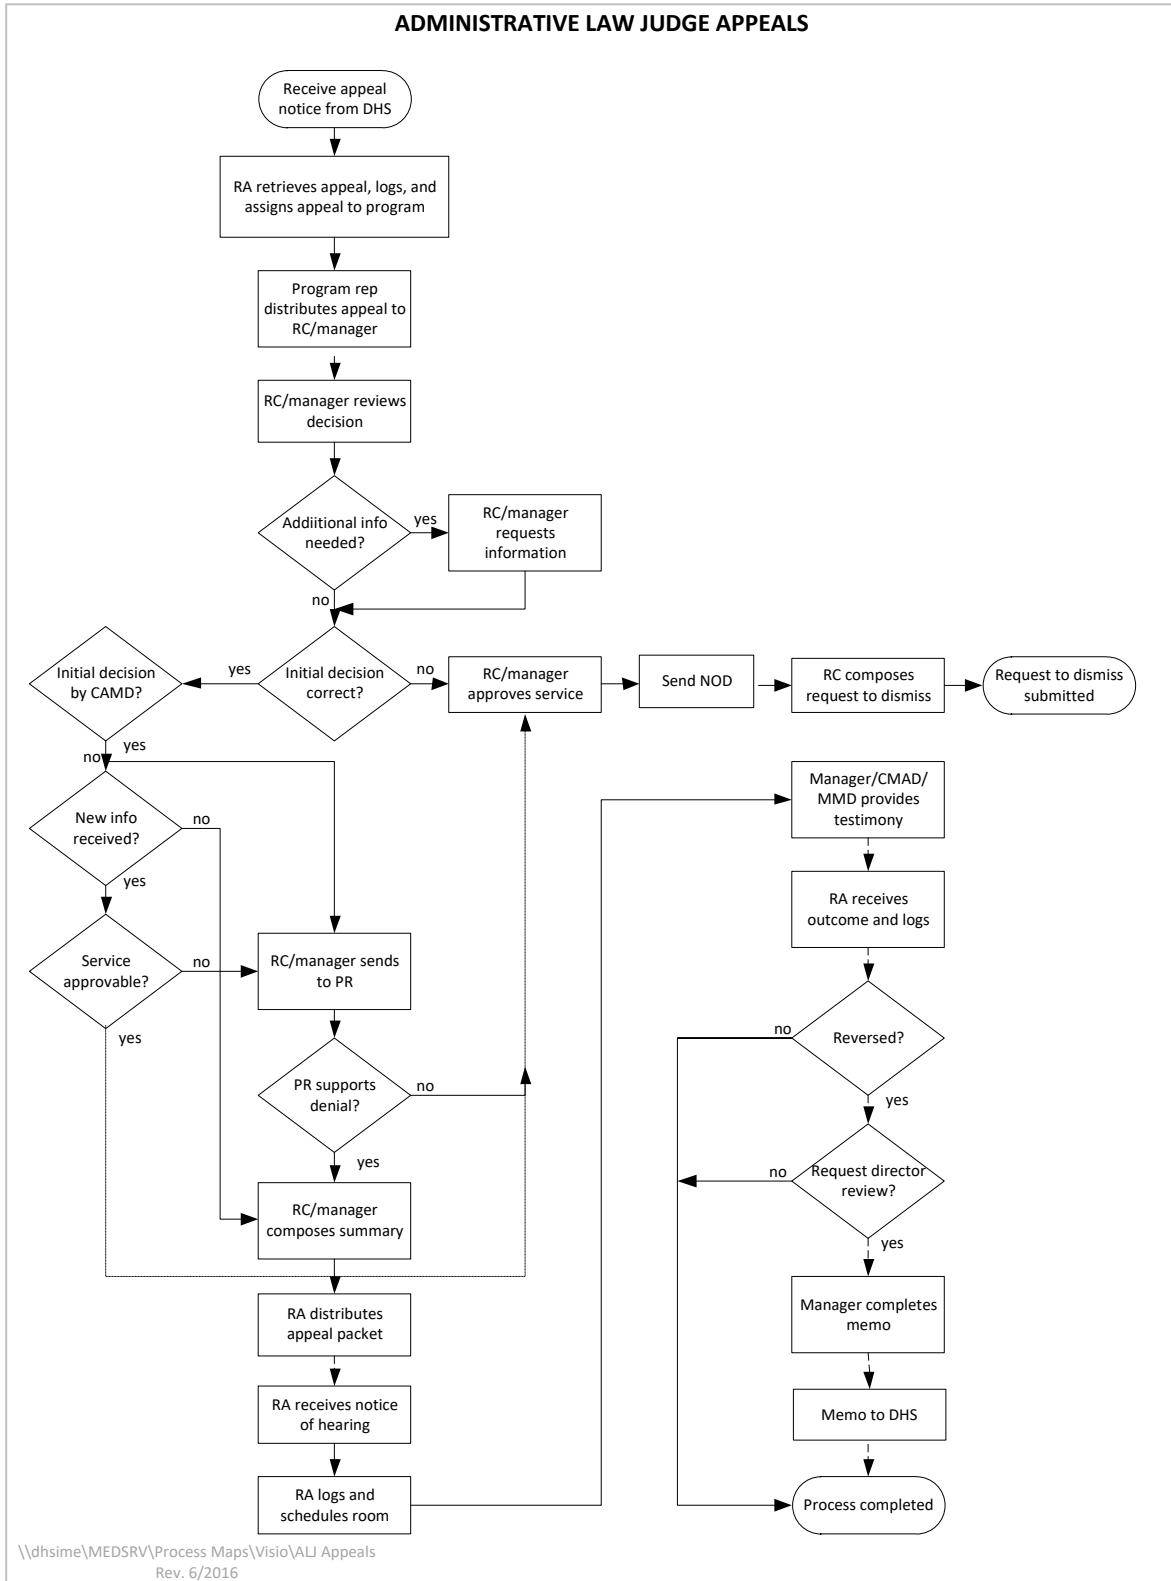 ADMINISTRATIVE LAW JUDGE APPEALS
Receive appeal
notice from DHS
RA retrieves appeal, logs, and
assigns appeal to program
Program rep
distributes appeal to
RC/manager
RC/manager reviews
decision
Addiitional info
needed?
yes
RC/manager
requests
information
no
Initial decision
by CAMD?
yes
Initial decision
correct?
no
RC/manager
approves service
Send NOD
RC composes
request to dismiss
Request to dismiss
submitted
yes
no
New info
received?
no
yes
Service
approvable?
no
yes
RC/manager sends
to PR
PR supports
denial?
no
yes
RC/manager
composes summary
RA distributes
appeal packet
RA receives notice
of hearing
RA logs and
schedules room
Manager/CMAD/
MMD provides
testimony
RA receives
outcome and logs
no
Reversed?
yes
no
Request director
review?
yes
Manager completes
memo
Memo to DHS
Process completed
\\dhsime\MEDSRV\Process Maps\Visio\ALJ Appeals
Rev. 6/2016